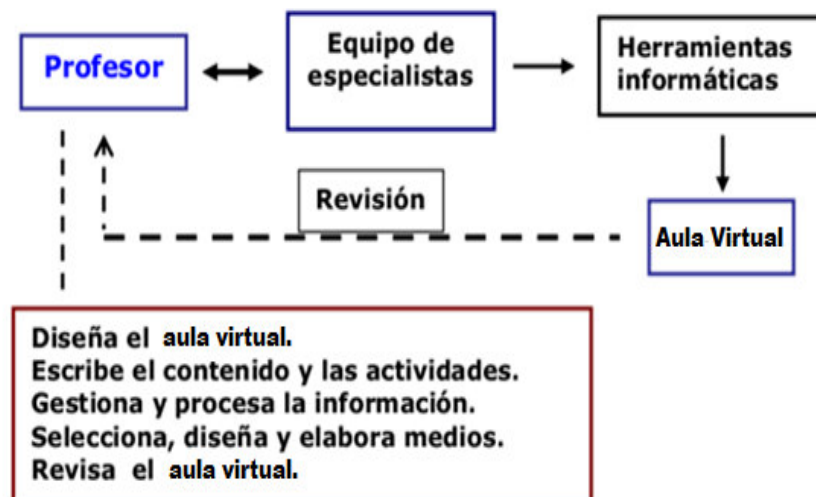 Profesor
Equipo de
especialistas
Herramientas
informáticas
Revisión
Aula Virtual
Diseña el aula virtual.
Escribe el contenido y las actividades.
Gestiona y procesa la información.
Selecciona, diseña y elabora medios.
Revisa el aula virtual.